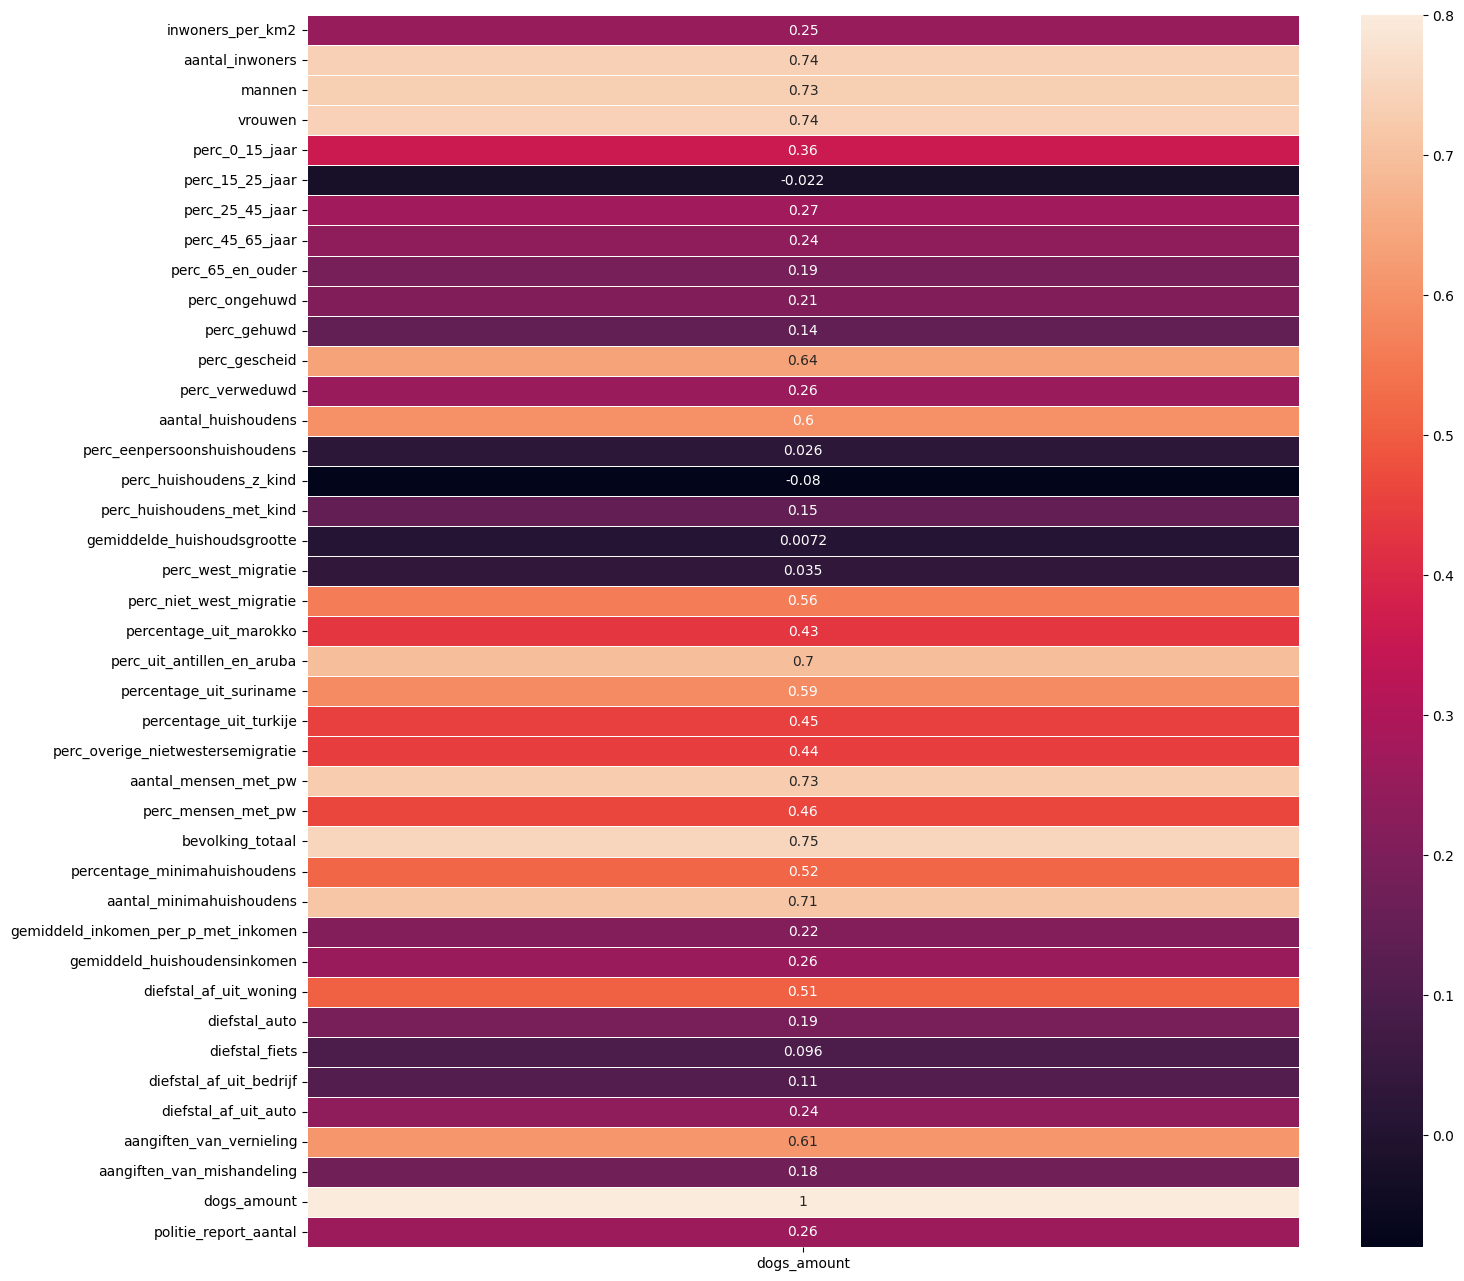 inwoners_per_km2 0.25
aantal_inwoners 0.74
mannen 0.73
vrouwen 0.74
perc_0_15_jaar 0.36
perc_15_25_jaar -0.022
perc_25_45_jaar 0.27
perc_45_65_jaar 0.24
perc_65_en_ouder 0.19
perc_ongehuwd 0.21
perc_gehuwd 0.14
perc_gescheid 0.64
perc_verweduwd 0.26
aantal_huishoudens 0.6
perc_eenpersoonshuishoudens 0.026
perc_huishoudens_z_kind -0.08
perc_huishoudens_met_kind 0.15
gemiddelde_huishoudsgrootte 0.0072
perc_west_migratie 0.035
perc_niet_west_migratie 0.56
percentage_uit_marokko 0.43
perc_uit_antillen_en_aruba 0.7
percentage_uit_suriname 0.59
percentage_uit_turkije 0.45
perc_overige_nietwestersemigratie 0.44
aantal_mensen_met_pw 0.73
perc_mensen_met_pw 0.46
bevolking_totaal 0.75
percentage_minimahuishoudens 0.52
aantal_minimahuishoudens 0.71
gemiddeld_inkomen_per_p_met_inkomen 0.22
gemiddeld_huishoudensinkomen 0.26
diefstal_af_uit_woning 0.51
diefstal_auto 0.19
diefstal_fiets 0.096
diefstal_af_uit_bedrijf 0.11
diefstal_af_uit_auto 0.24
aangiften_van_vernieling 0.61
aangiften_van_mishandeling 0.18
dogs_amount 1
politie_report_aantal 0.26
dogs_amount
0.8
0.7
0.6
0.5
0.4
0.3
0.2
0.1
0.0